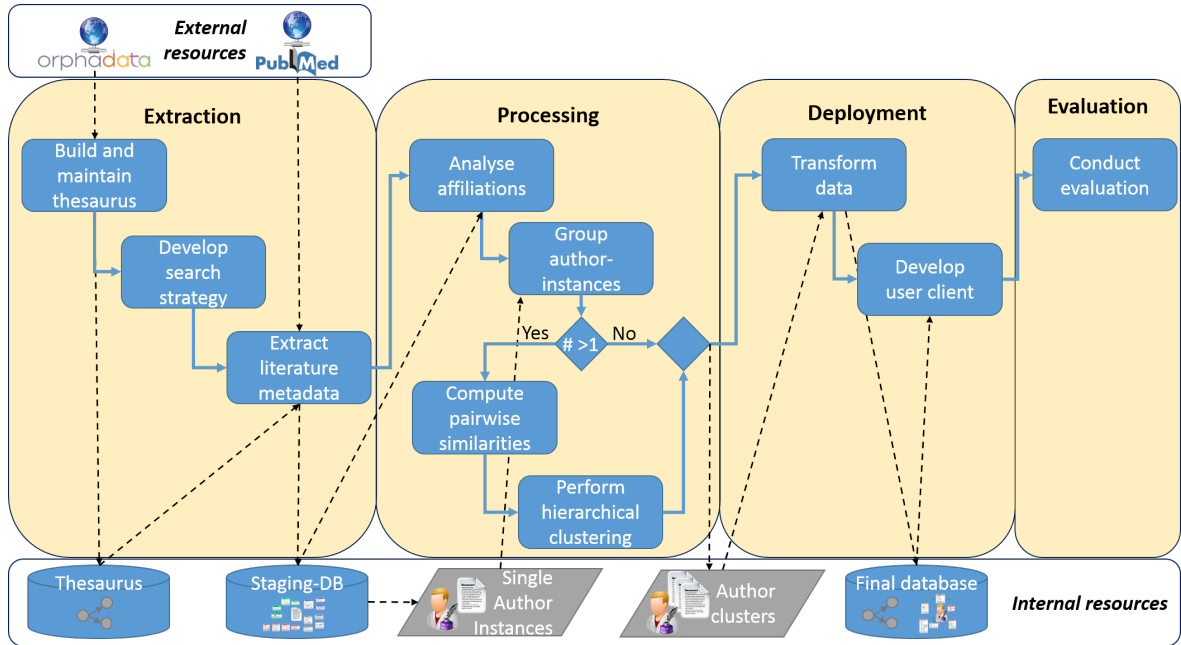 External
resources
orphadata
PubMed
Extraction
Processing
Deployment
Evaluation
Build and
maintain
thesaurus
Develop
search
strategy
Extract
literature
metadata
Analyse
affiliations
Group
author-
instances
Yes
# >1
No
Compute
pairwise
similarities
Perform
hierarchical
clustering
Transform
data
Develop
user client
Conduct
evaluation
Thesaurus
Staging-DB
Single
Author
Instances
Author
clusters
Final database
Internal resources